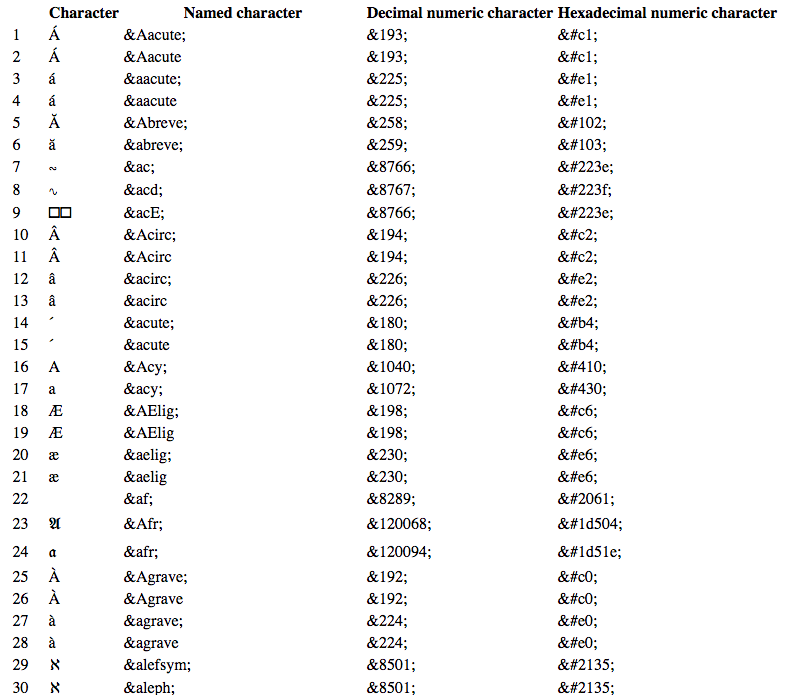 Character Named character Decimal numeric character Hexadecimal numeric character
1 Á &Aacute; &193; &#c1;
2 Á &Aacute &193; &#c1;
3 á &aacute; &225; &#e1;
4 á &aacute &225; &#e1;
5 Ă &Abreve; &258; &#102;
6 ă &abreve; &259; &#103;
7 ∾ &ac; &8766; &#223e;
8 ∿ &acd; &8767; &#223f;
9 □□ &acE; &8766; &#223e;
10 Â &Acirc; &194; &#c2;
11 Â &Acirc &194; &#c2;
12 â &acirc; &226; &#e2;
13 â &acirc &226; &#e2;
14 ´ &acute; &180; &#b4;
15 ´ &acute &180; &#b4;
16 А &Acy; &1040; &#410;
17 а &acy; &1072; &#430;
18 Æ &AElig; &198; &#c6;
19 Æ &AElig &198; &#c6;
20 æ &aelig; &230; &#e6;
21 æ &aelig &230; &#e6;
22 &af; &8289; &#2061;
23 𝔄 &Afr; &120068; &#1d504;
24 𝔞 &afr; &120094; &#1d51e;
25 À &Agrave; &192; &#c0;
26 À &Agrave &192; &#c0;
27 à &agrave; &224; &#e0;
28 à &agrave &224; &#e0;
29 ℵ &alefsym; &8501; &#2135;
30 ℵ &aleph; &8501; &#2135;